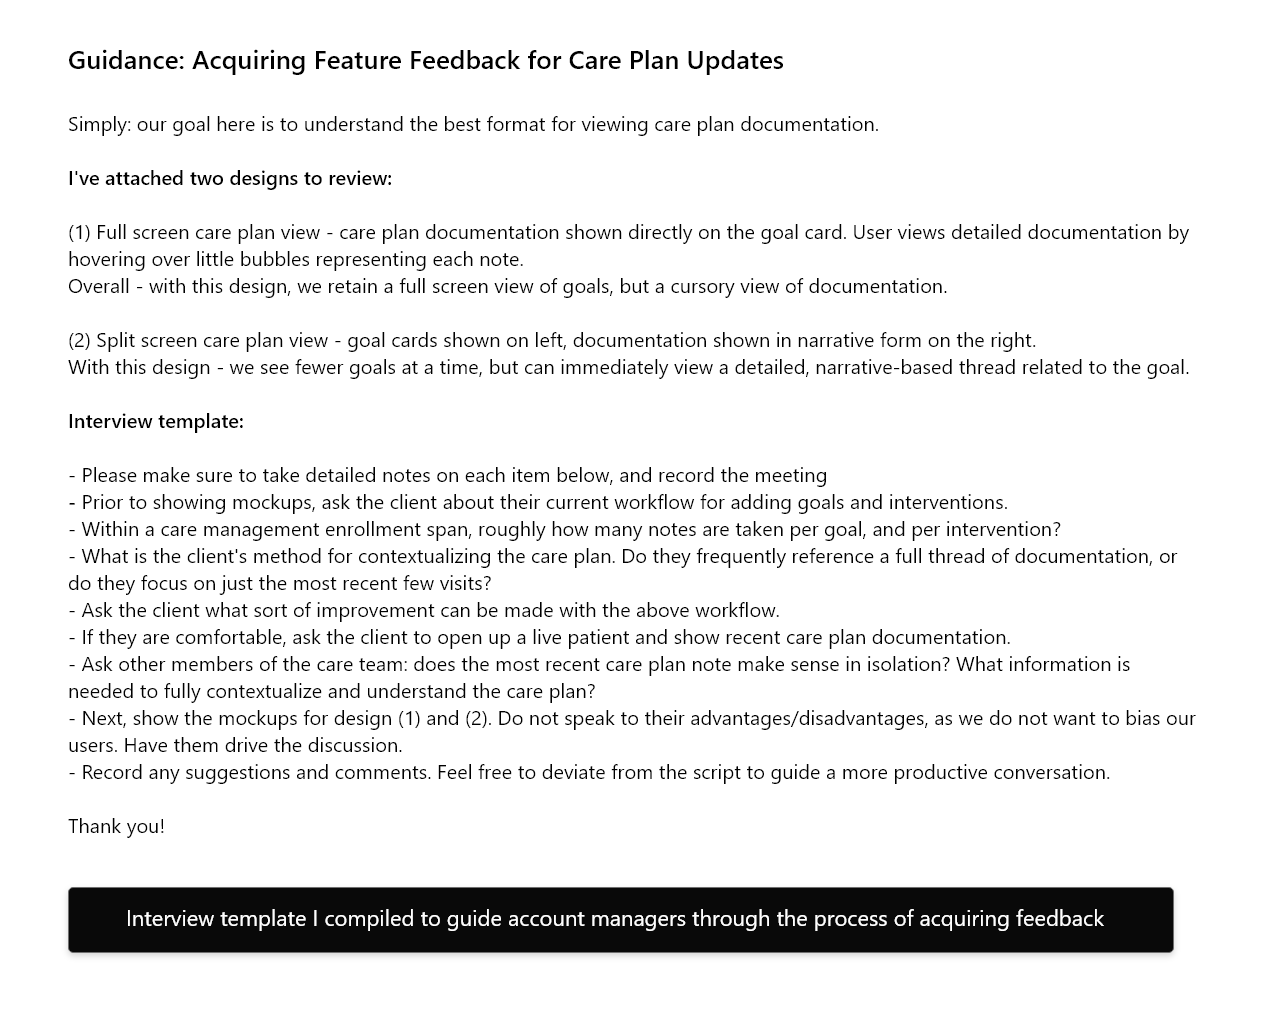 Guidance: Acquiring Feature Feedback for Care Plan Updates
Simply: our goal here is to understand the best format for viewing care plan documentation.
I've attached two designs to review:
(1) Full screen care plan view - care plan documentation shown directly on the goal card. User views detailed documentation by
hovering over little bubbles representing each note.
Overall - with this design, we retain a full screen view of goals, but a cursory view of documentation.
(2) Split screen care plan view - goal cards shown on left, documentation shown in narrative form on the right.
With this design - we see fewer goals at a time, but can immediately view a detailed, narrative-based thread related to the goal.
Interview template:
- Please make sure to take detailed notes on each item below, and record the meeting
- Prior to showing mockups, ask the client about their current workflow for adding goals and interventions.
- Within a care management enrollment span, roughly how many notes are taken per goal, and per intervention?
- What is the client's method for contextualizing the care plan. Do they frequently reference a full thread of documentation, or
do they focus on just the most recent few visits?
- Ask the client what sort of improvement can be made with the above workflow.
- If they are comfortable, ask the client to open up a live patient and show recent care plan documentation.
- Ask other members of the care team: does the most recent care plan note make sense in isolation? What information is
needed to fully contextualize and understand the care plan?
- Next, show the mockups for design (1) and (2). Do not speak to their advantages/disadvantages, as we do not want to bias our
users. Have them drive the discussion.
- Record any suggestions and comments. Feel free to deviate from the script to guide a more productive conversation.
Thank you!
Interview template I compiled to guide account managers through the process of acquiring feedback